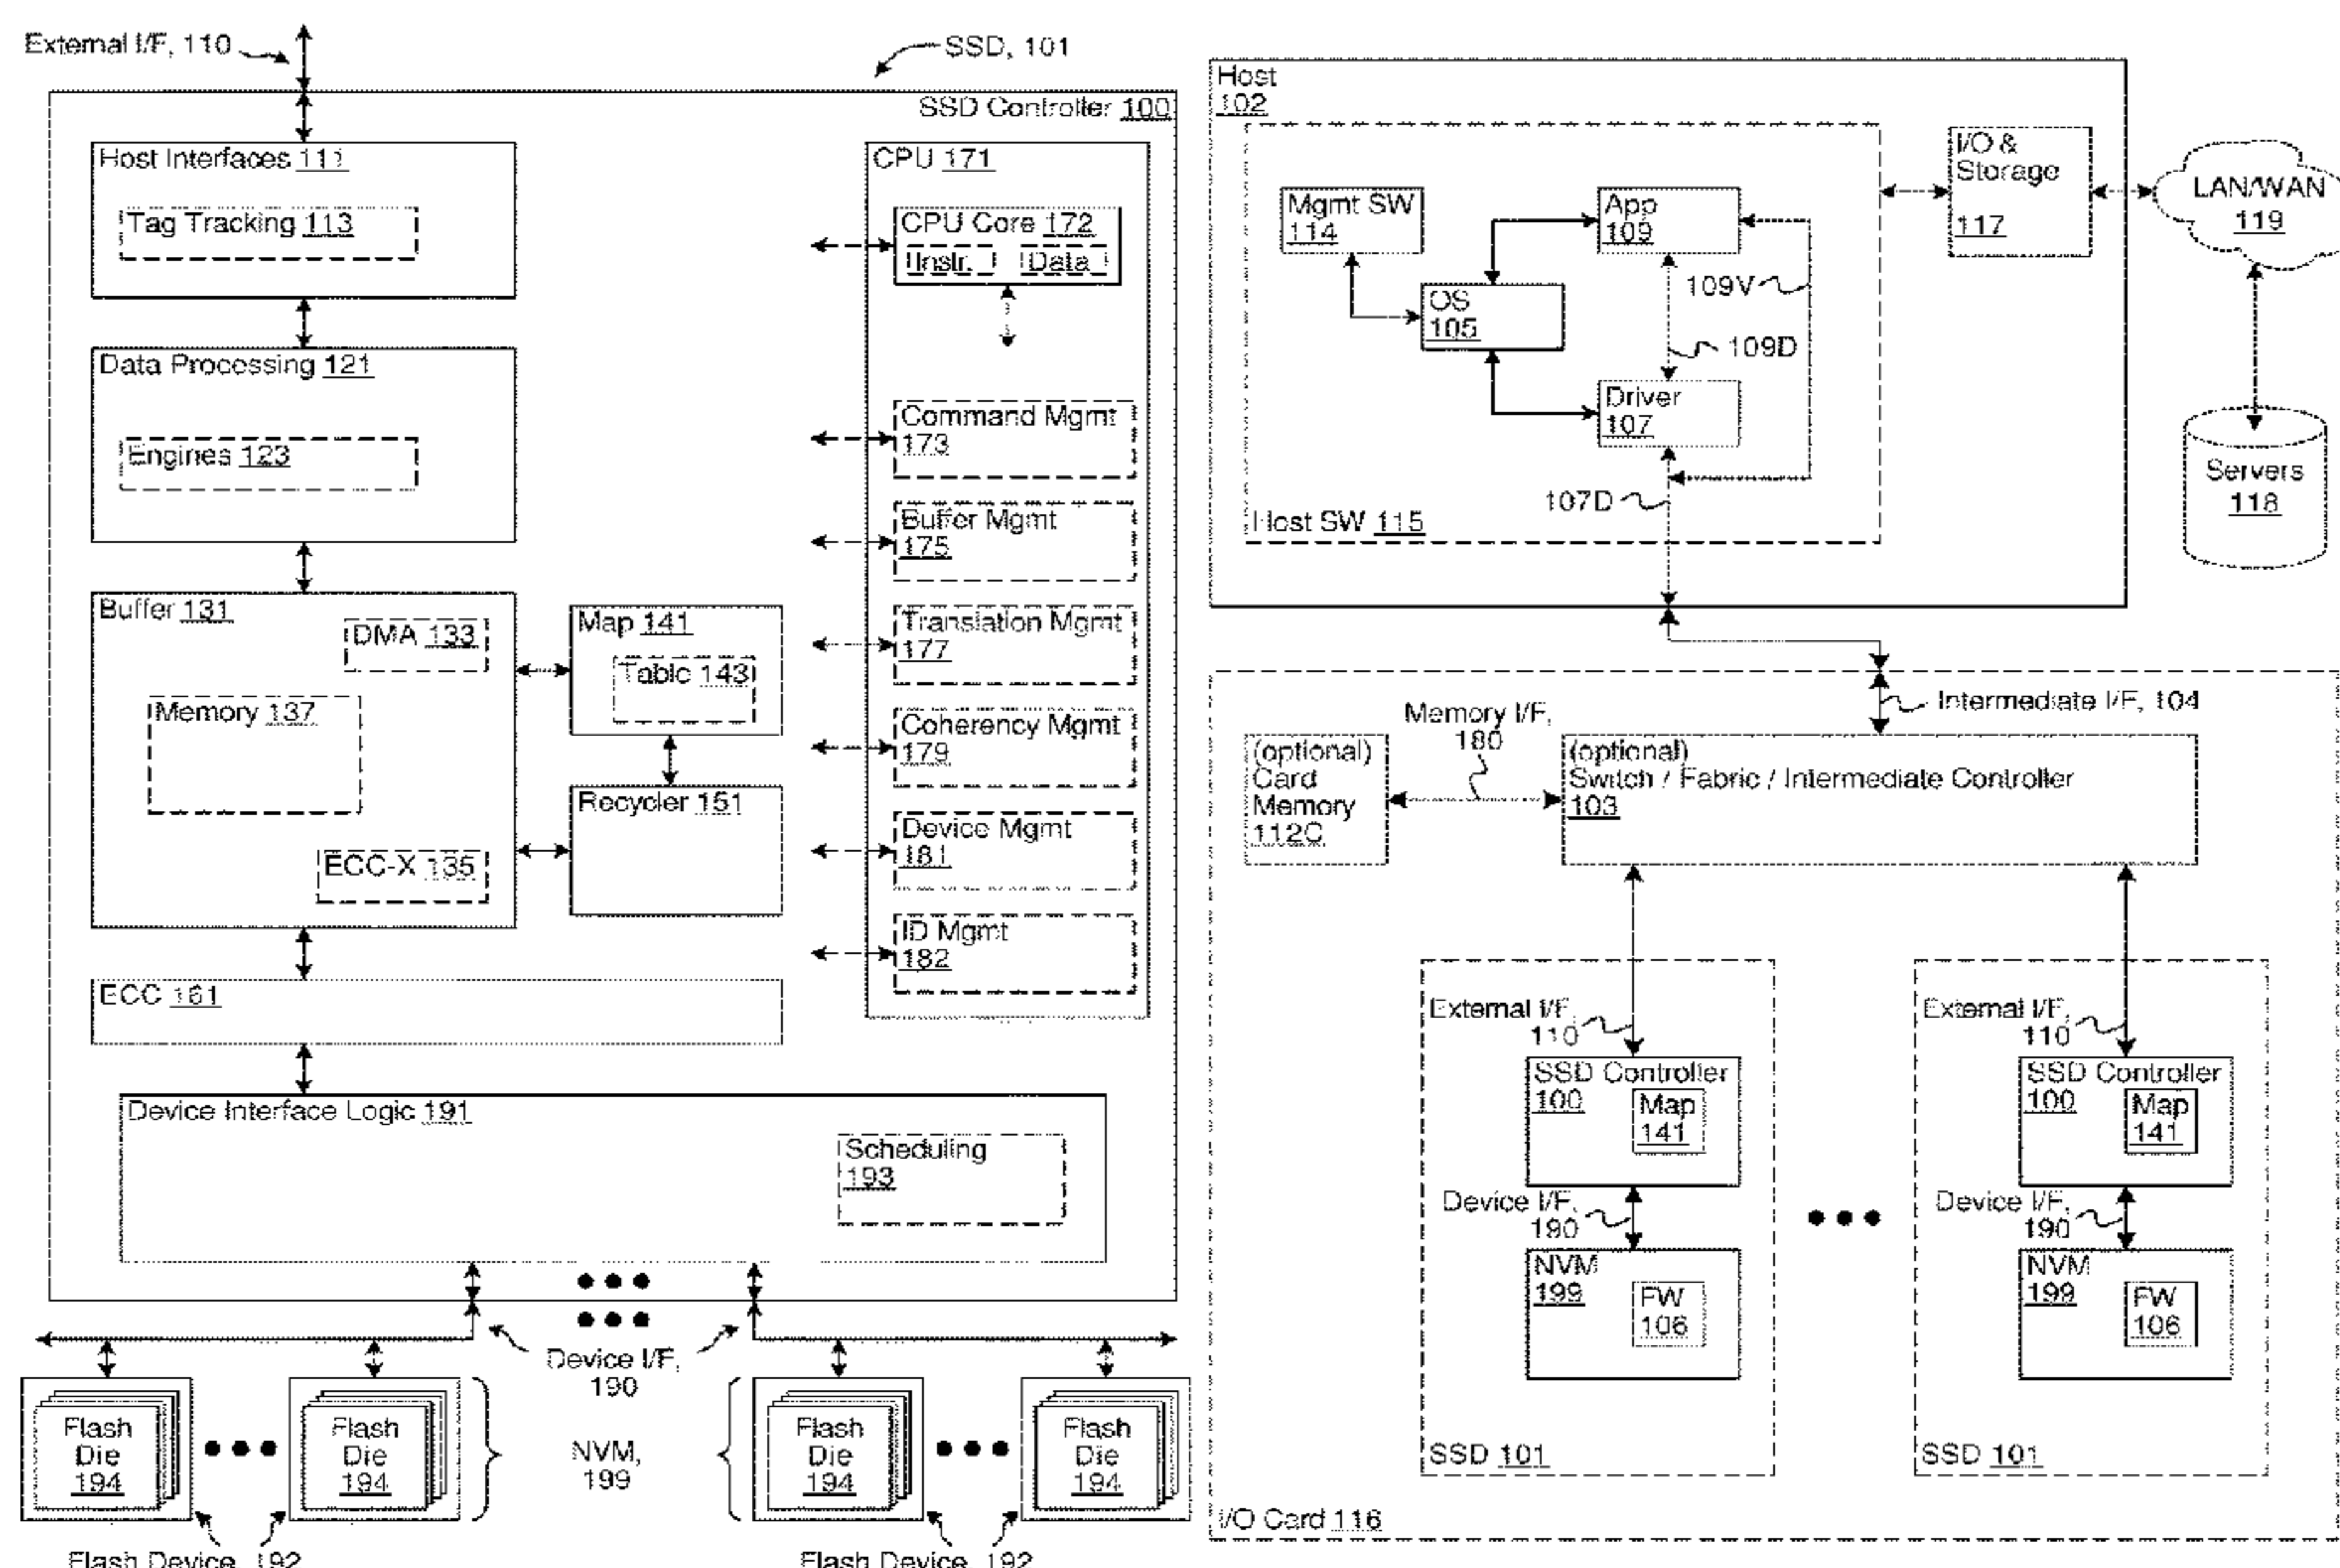 External I/F, 110
SSD, 101
SSD Controller 100
Host Interfaces 111
Tag Tracking 113
Data Processing 121
Engines 123
Buffer 131
DMA 133
Memory 137
ECC-X 135
Map 141
Table 143
Recycler 151
ECC 161
CPU 171
CPU Core 172
Instr. Data
Command Mgmt
173
Buffer Mgmt
175
Translation Mgmt
177
Coherency Mgmt
179
Device Mgmt
181
ID Mgmt
182
Device Interface Logic 191
Scheduling
193
Device I/F,
190
Flash
Die
194
Flash
Die
194
NVM,
199
Flash
Die
194
Flash
Die
194
Flash Device, 192
Flash Device, 192
Host
102
Mgmt SW
114
App
109
OS
105
109V
109D
Driver
107
107D
Host SW 115
I/O &
Storage
117
LAN/WAN
119
Servers
118
Intermediate I/F, 104
Memory I/F,
180
(optional)
Card
Memory
112C
(optional)
Switch / Fabric / Intermediate Controller
103
External I/F,
110
SSD Controller
100
Map
141
Device I/F,
190
NVM
199
FW
106
SSD 101
External I/F,
110
SSD Controller
100
Map
141
Device I/F,
190
NVM
199
FW
106
SSD 101
I/O Card 116